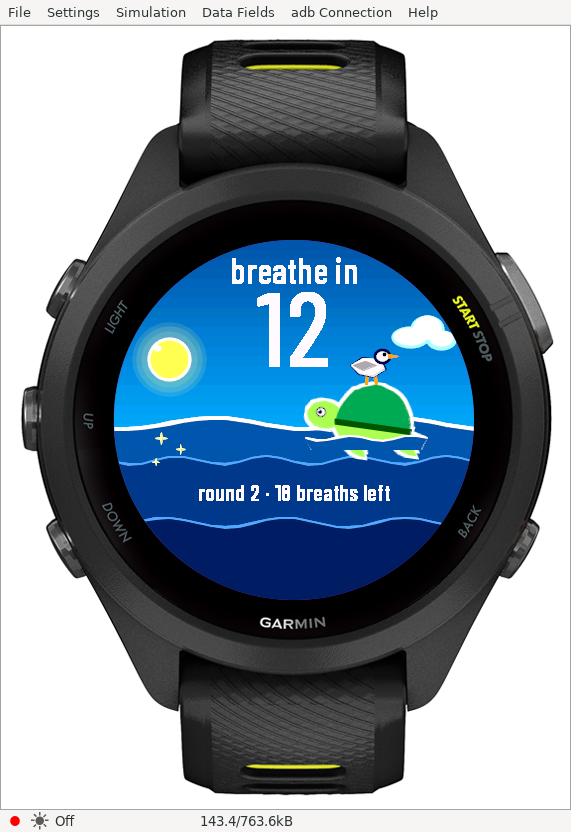 File Settings Simulation Data Fields adb Connection Help
LIGHT
START STOP
breathe in
12
UP
round 2 · 18 breaths left
DOWN
BACK
GARMIN
Off 143.4/763.6kB